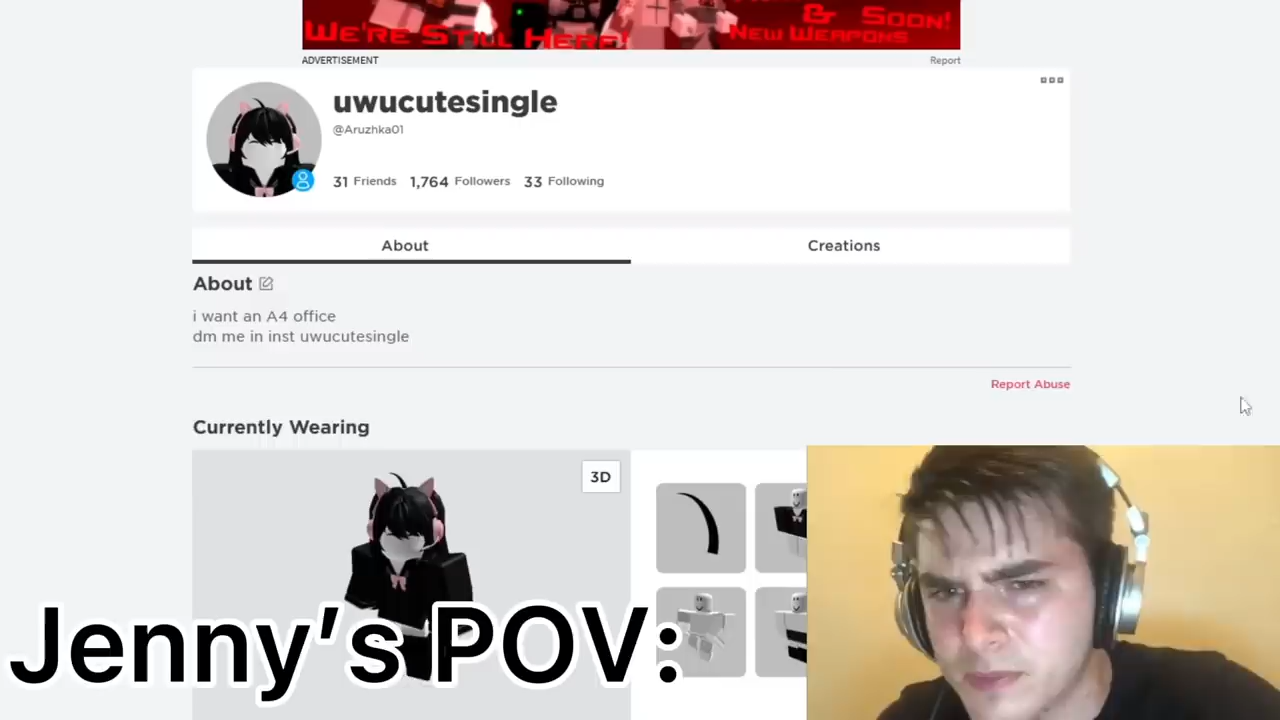 WE'RE STILL HERE!
& SOON!
NEW WEAPONS
ADVERTISEMENT
Report
uwucutesingle
@Aruzhka01
31 Friends 1,764 Followers 33 Following
About
Creations
About
i want an A4 office
dm me in inst uwucutesingle
Report Abuse
Currently Wearing
3D
Jenny's POV: